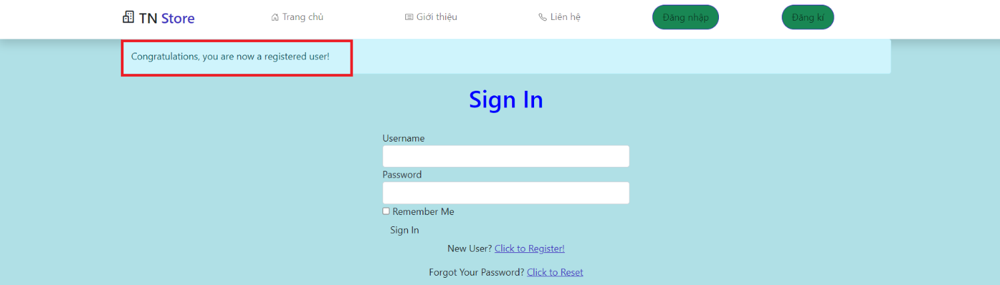 TN Store
Trang chủ
Giới thiệu
Liên hệ
Đăng nhập
Đăng kí
Congratulations, you are now a registered user!
Sign In
Username
Password
Remember Me
Sign In
New User? Click to Register!
Forgot Your Password? Click to Reset